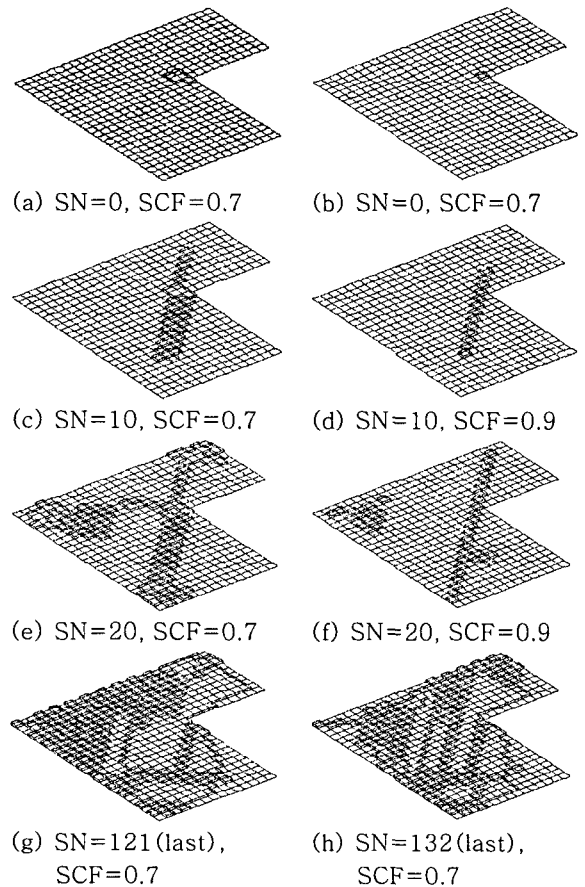 (a) SN=0, SCF=0.7
(b) SN=0, SCF=0.7
(c) SN=10, SCF=0.7
(d) SN=10, SCF=0.9
(e) SN=20, SCF=0.7
(f) SN=20, SCF=0.9
(g) SN=121(last),
SCF=0.7
(h) SN=132(last),
SCF=0.7